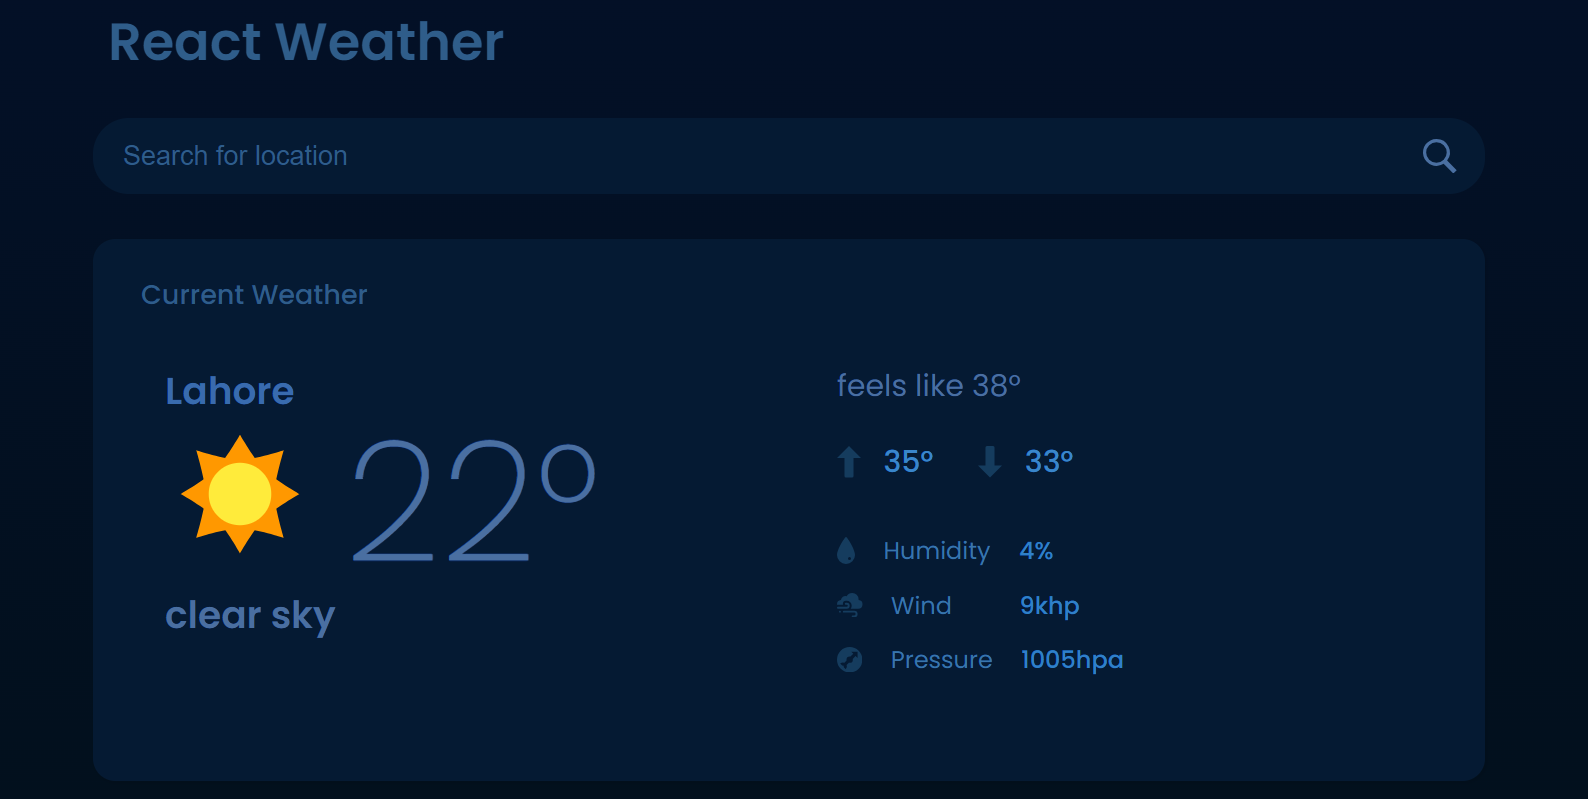 React Weather
Search for location
Current Weather
Lahore
22°
clear sky
feels like 38°
35° 33°
Humidity 4%
Wind 9khp
Pressure 1005hpa